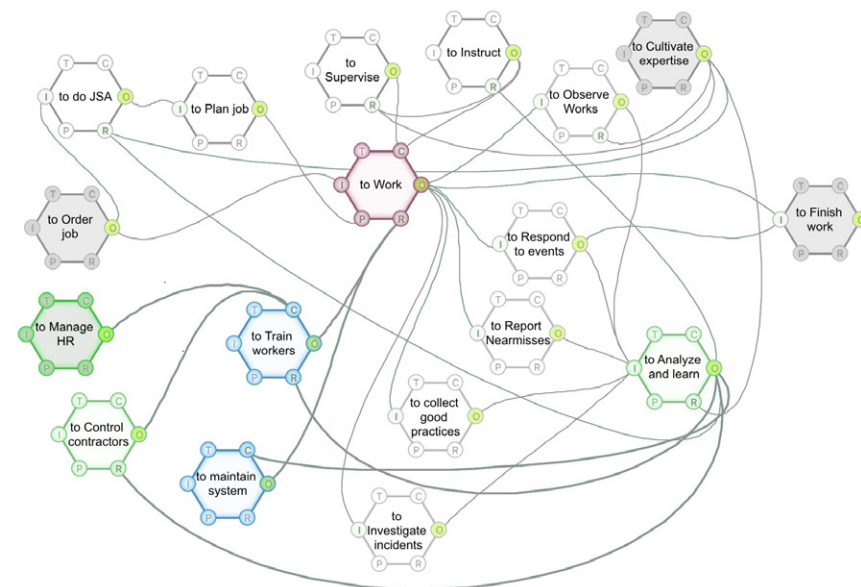 T C
I to do JSA O
P R
T C
I to Plan job O
P R
T C
to
I Supervise O
P R
T C
I to Instruct O
P R
T C
I to Observe O
Works
P R
T C
I to Cultivate O
expertise
P R
T C
I to Work O
P R
T C
to Order
I job O
P R
T C
to Respond
I to events O
P R
T C
to Finish
I work O
P R
T C
to Manage
I HR O
P R
T C
to Train
I workers O
P R
T C
to Report
I Nearmisses O
P R
T C
to Analyze
I and learn O
P R
T C
to Control
I contractors O
P R
T C
to collect
I good O
practices
P R
T C
to maintain
I system O
P R
T C
to
I Investigate O
incidents
P R